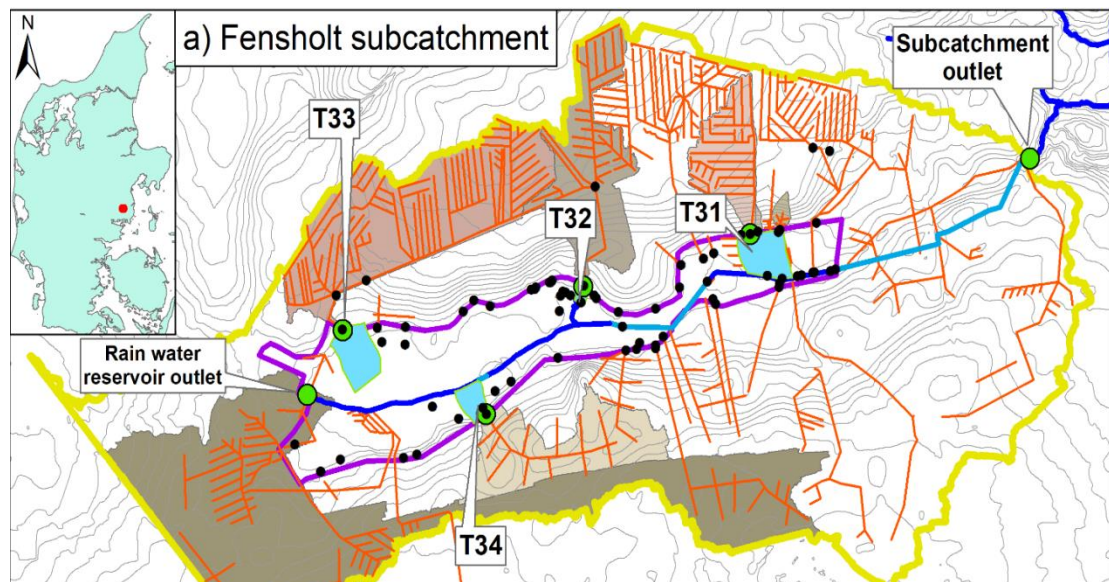 N
a) Fensholt subcatchment
Subcatchment
outlet
T33
T32
T31
Rain water
reservoir outlet
T34